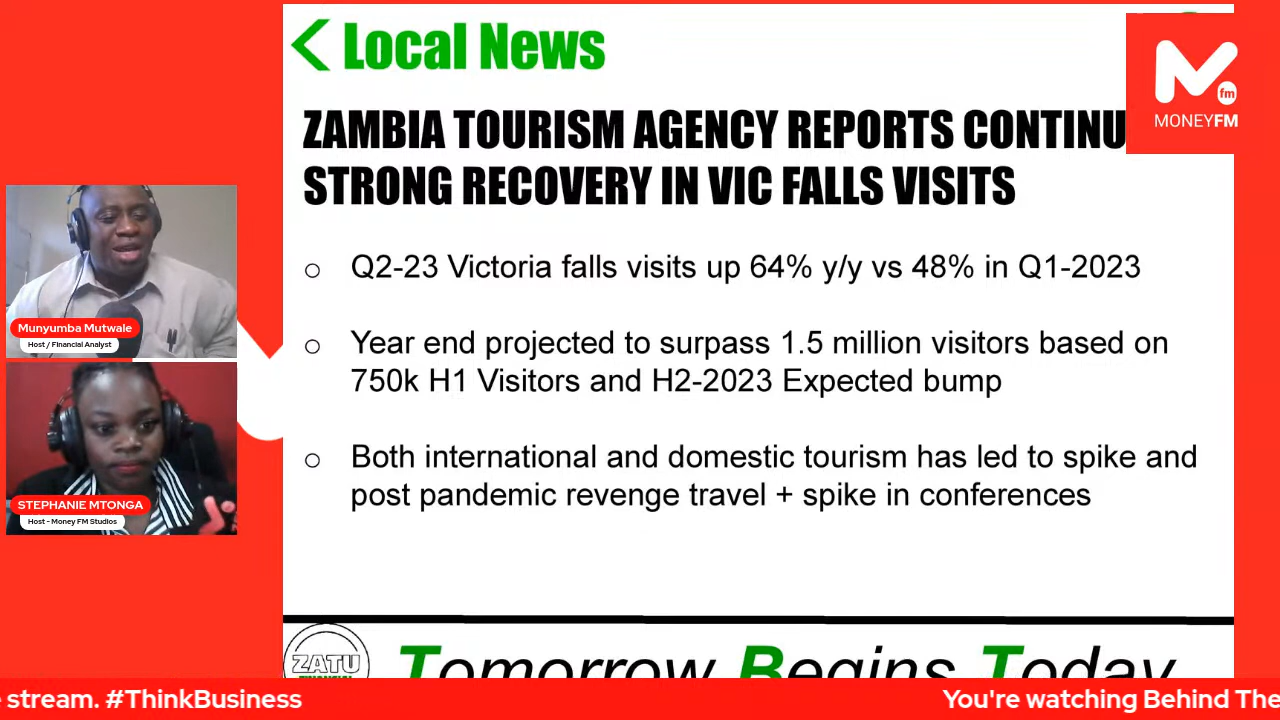 Local News
ZAMBIA TOURISM AGENCY REPORTS CONTINU
STRONG RECOVERY IN VIC FALLS VISITS
fm
MONEYFM
Q2-23 Victoria falls visits up 64% y/y vs 48% in Q1-2023
Year end projected to surpass 1.5 million visitors based on
750k H1 Visitors and H2-2023 Expected bump
Both international and domestic tourism has led to spike and
post pandemic revenge travel + spike in conferences
Munyumba Mutwale
Host / Financial Analyst
STEPHANIE MTONGA
Host - Money FM Studios
ZATU
FINANCIAL
Tomorrow Begins Today
stream. #ThinkBusiness
You're watching Behind The